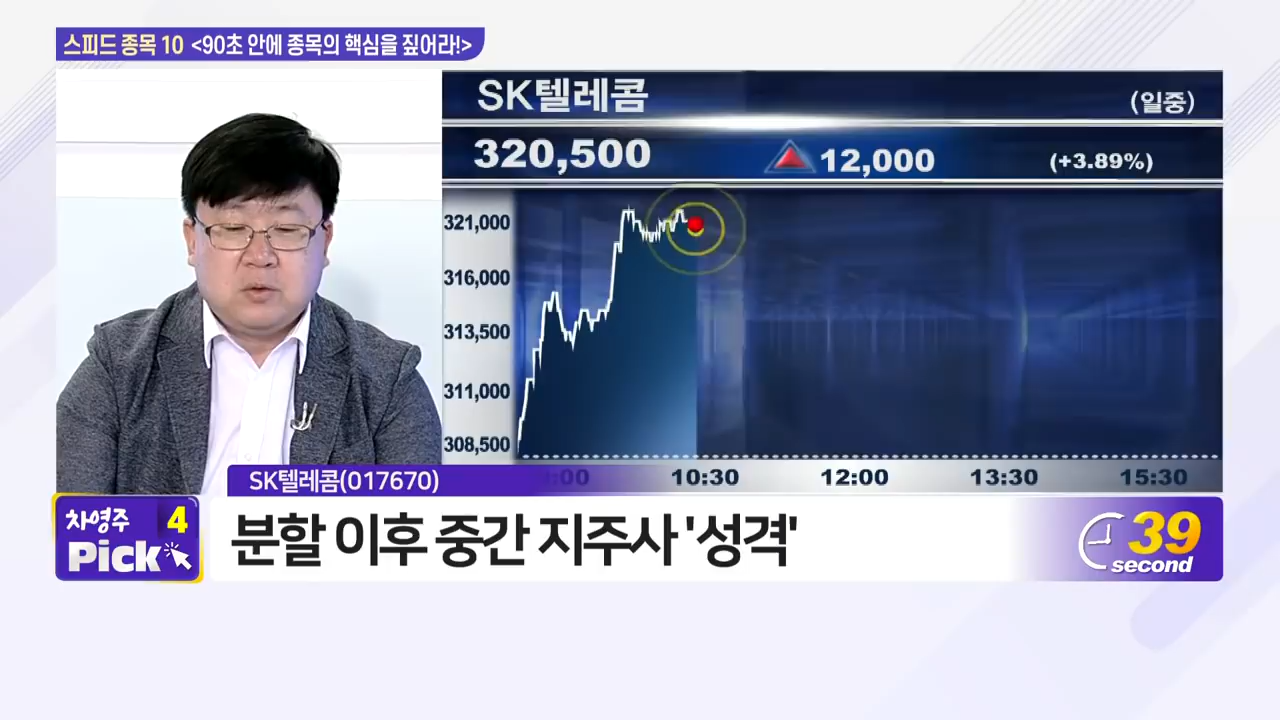 스피드 종목 10 <90초 안에 종목의 핵심을 짚어라!>
SK텔레콤
(일중)
320,500
12,000
(+3.89%)
321,000
316,000
313,500
311,000
308,500
:00
10:30
12:00
13:30
15:30
SK텔레콤(017670)
차영주
4
Pick
분할 이후 중간 지주사 '성격'
39
second